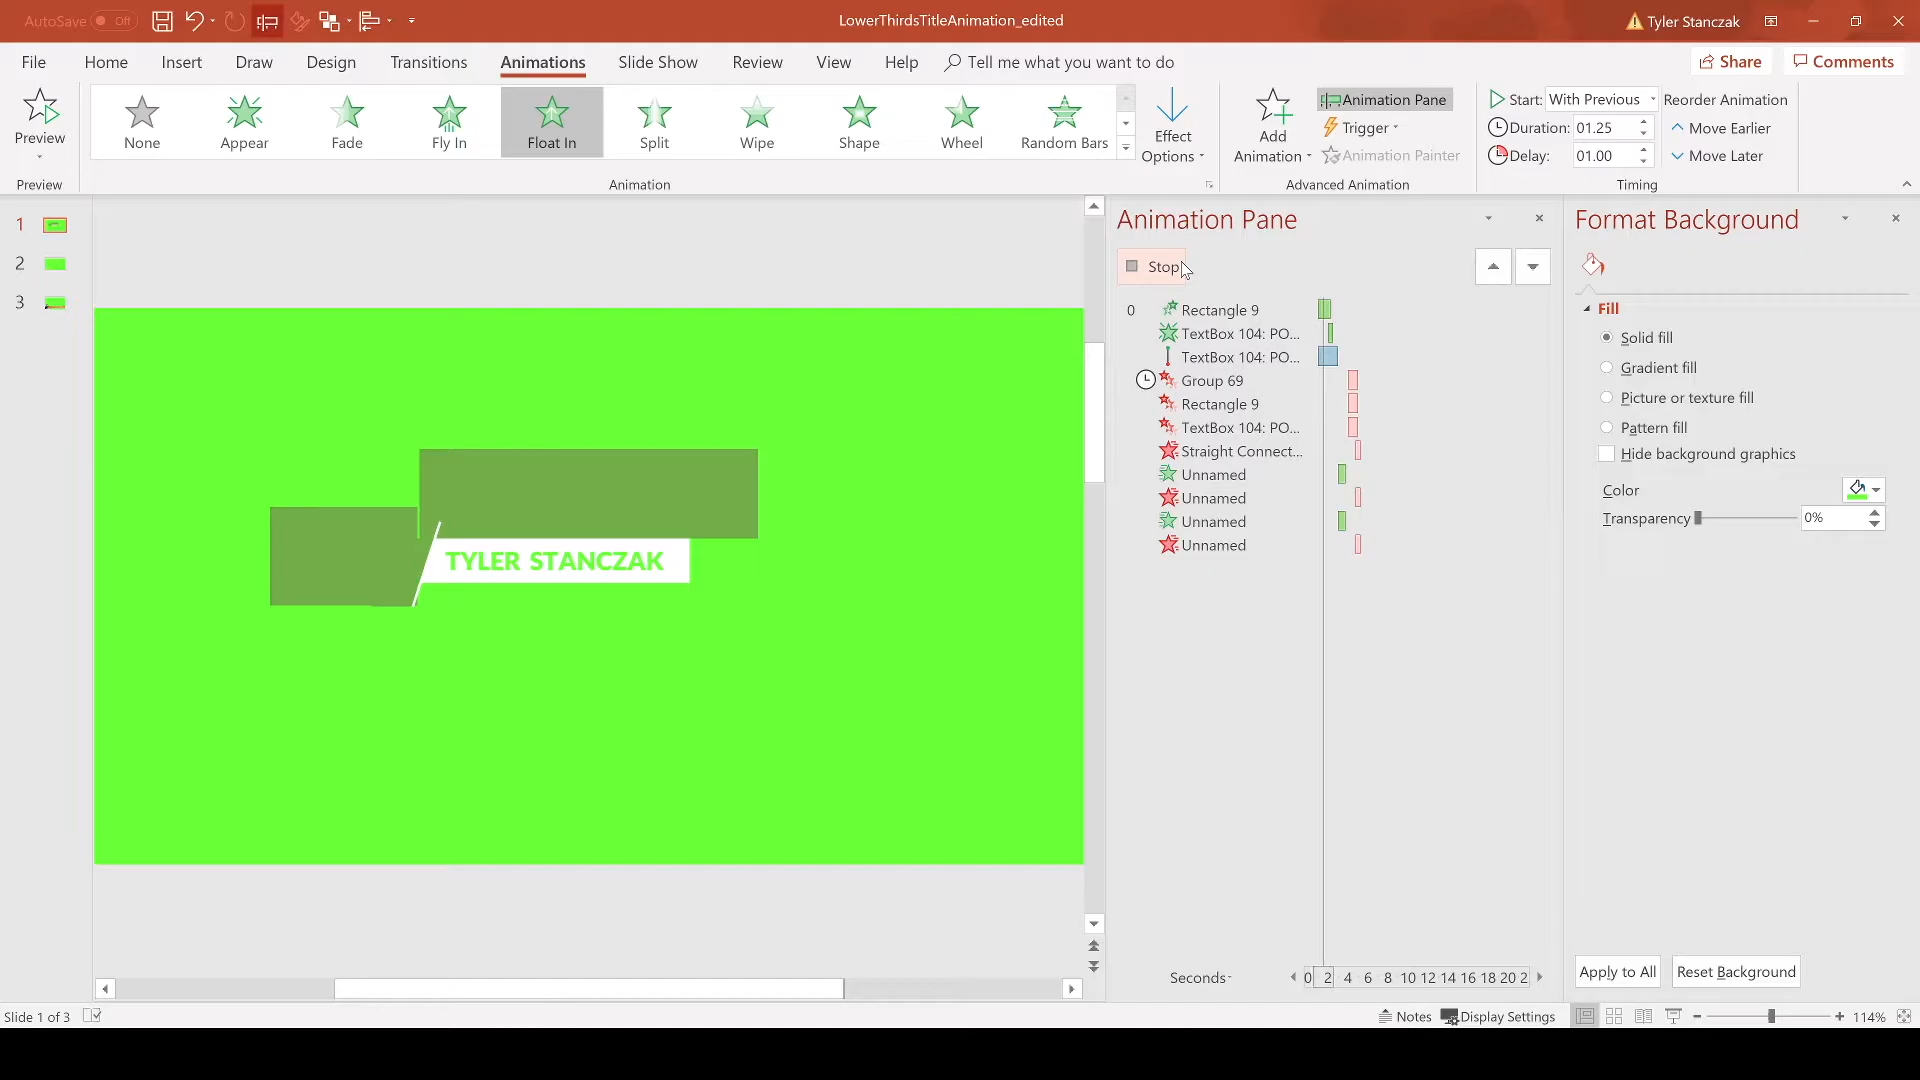 AutoSave Off
LowerThirdsTitleAnimation_edited
Tyler Stanczak
File Home Insert Draw Design Transitions Animations Slide Show Review View Help Tell me what you want to do
Share Comments
Preview
Preview
None Appear Fade Fly In Float In Split Wipe Shape Wheel Random Bars
Animation
Effect
Options
Add
Animation
Animation Pane
Trigger
Animation Painter
Advanced Animation
Start: With Previous
Duration: 01.25
Delay: 01.00
Reorder Animation
Move Earlier
Move Later
Timing
1
2
3
TYLER STANCZAK
Animation Pane
Stop
0 Rectangle 9
TextBox 104: PO...
TextBox 104: PO...
Group 69
Rectangle 9
TextBox 104: PO...
Straight Connect...
Unnamed
Unnamed
Unnamed
Unnamed
Seconds 0 2 4 6 8 10 12 14 16 18 20 2
Format Background
Fill
Solid fill
Gradient fill
Picture or texture fill
Pattern fill
Hide background graphics
Color
Transparency 0%
Apply to All Reset Background
Slide 1 of 3
Notes Display Settings 114%